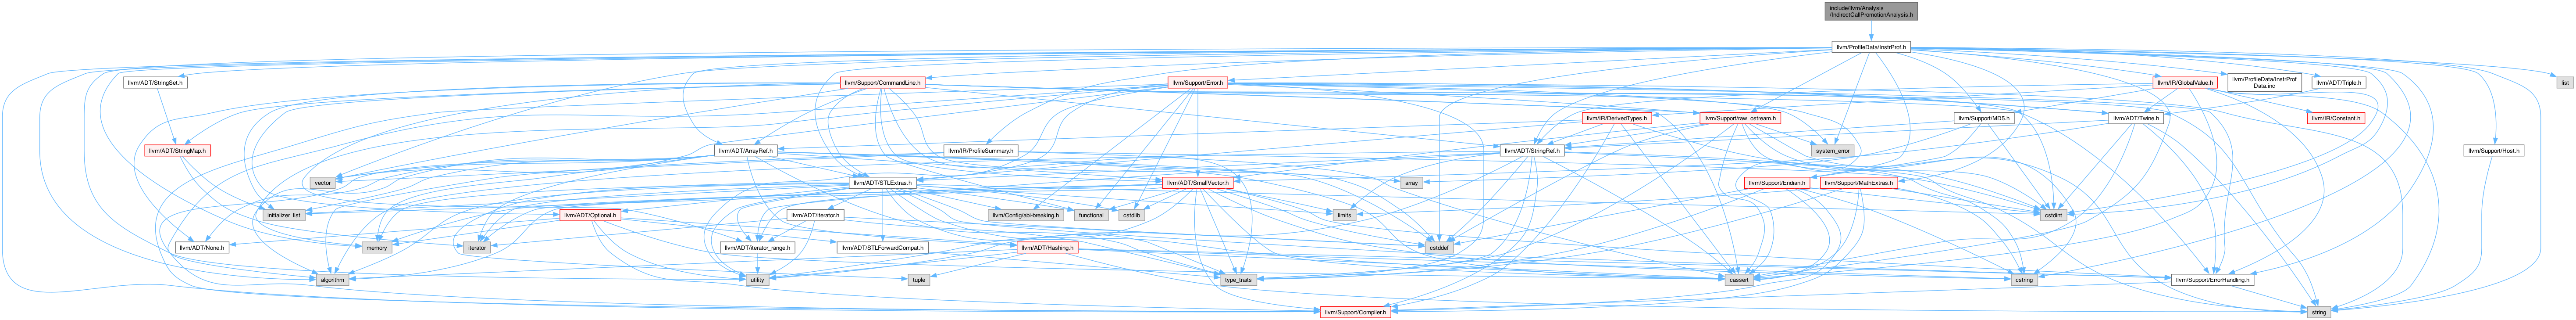 include/llvm/Analysis
/IndirectCallPromotionAnalysis.h
llvm/ProfileData/InstrProf.h
llvm/ADT/StringSet.h
llvm/Support/CommandLine.h
llvm/Support/Error.h
llvm/IR/GlobalValue.h
llvm/ProfileData/InstrProf
Data.inc
llvm/ADT/Triple.h
list
llvm/IR/DerivedTypes.h
llvm/Support/raw_ostream.h
llvm/Support/MD5.h
llvm/ADT/Twine.h
llvm/IR/Constant.h
llvm/ADT/StringMap.h
llvm/ADT/ArrayRef.h
llvm/IR/ProfileSummary.h
llvm/ADT/StringRef.h
system_error
llvm/Support/Host.h
vector
llvm/ADT/STLExtras.h
llvm/ADT/SmallVector.h
array
llvm/Support/Endian.h
llvm/Support/MathExtras.h
initializer_list
llvm/ADT/Optional.h
llvm/ADT/iterator.h
llvm/Config/abi-breaking.h
functional
cstdlib
limits
cstdint
llvm/ADT/None.h
memory
iterator
llvm/ADT/iterator_range.h
llvm/ADT/STLForwardCompat.h
llvm/ADT/Hashing.h
cstddef
algorithm
utility
tuple
type_traits
cassert
cstring
llvm/Support/ErrorHandling.h
llvm/Support/Compiler.h
string